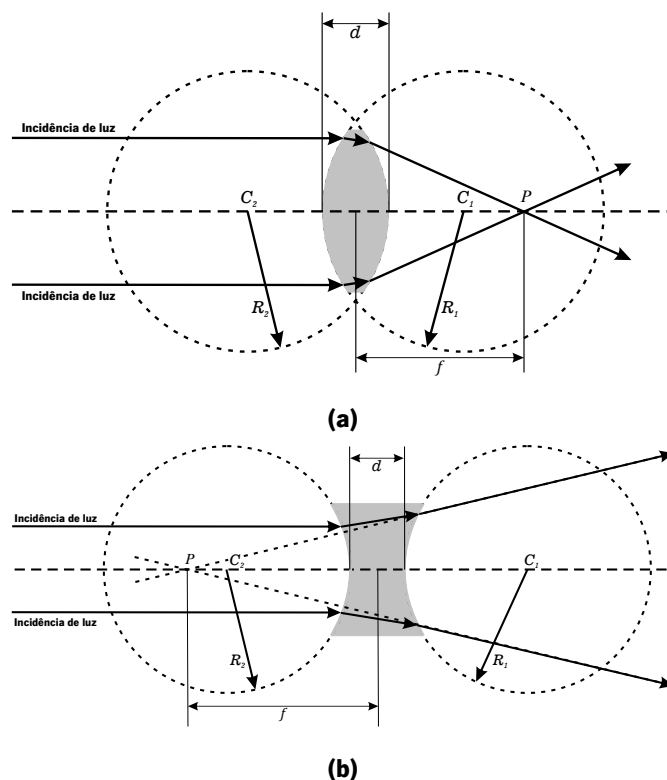 d
Incidência de luz
C₂
C₁
P
Incidência de luz
R₂
R₁
f
(a)
d
Incidência de luz
P
C₂
C₁
Incidência de luz
R₂
R₁
f
(b)